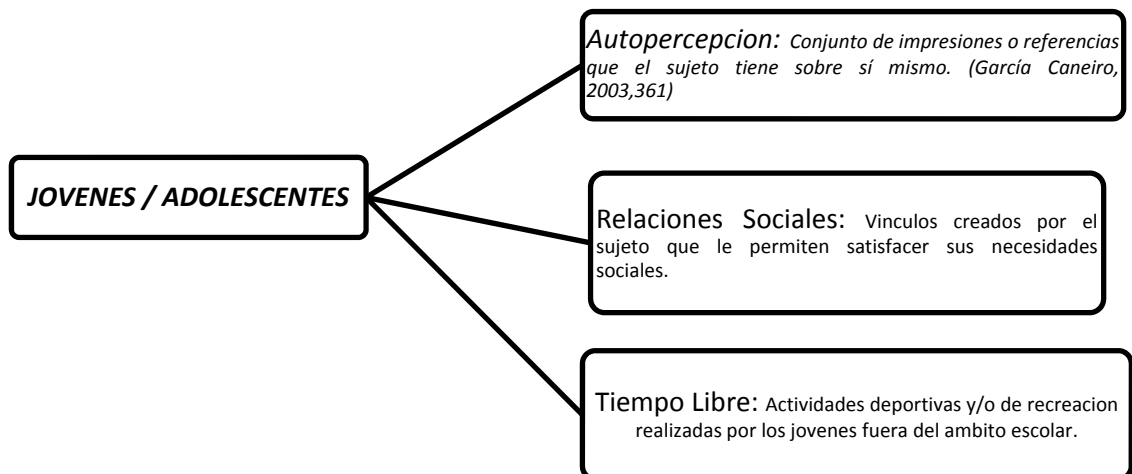 Autopercepcion: Conjunto de impresiones o referencias
que el sujeto tiene sobre sí mismo. (García Caneiro,
2003,361)
JOVENES / ADOLESCENTES
Relaciones Sociales: Vinculos creados por el
sujeto que le permiten satisfacer sus necesidades
sociales.
Tiempo Libre: Actividades deportivas y/o de recreacion
realizadas por los jovenes fuera del ambito escolar.